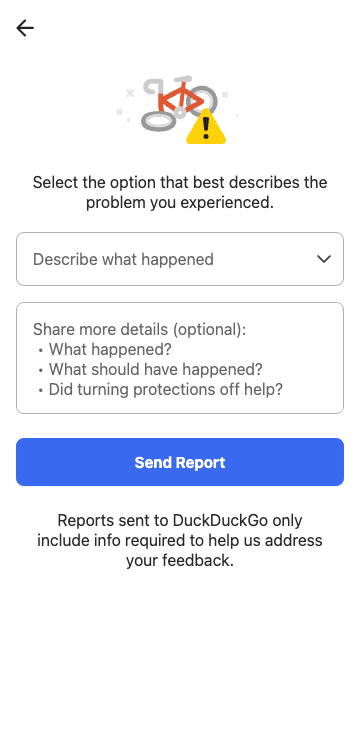 Select the option that best describes the
problem you experienced.
Describe what happened
Share more details (optional):
• What happened?
• What should have happened?
• Did turning protections off help?
Send Report
Reports sent to DuckDuckGo only
include info required to help us address
your feedback.